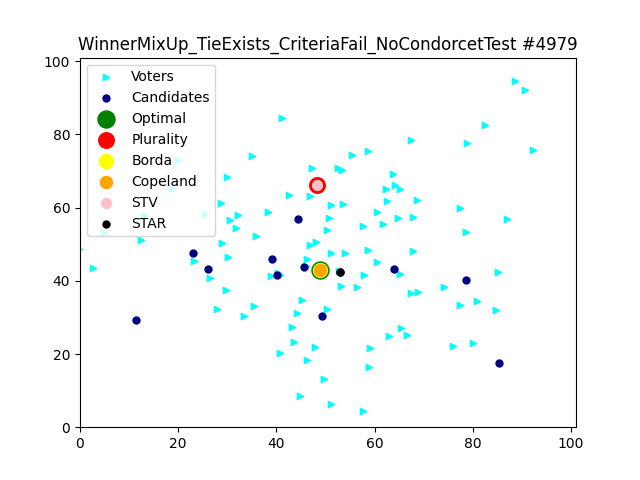 WinnerMixUp_TieExists_CriteriaFail_NoCondorcetTest #4979
100
80
60
40
20
0
Voters
Candidates
Optimal
Plurality
Borda
Copeland
STV
STAR
0 20 40 60 80 100